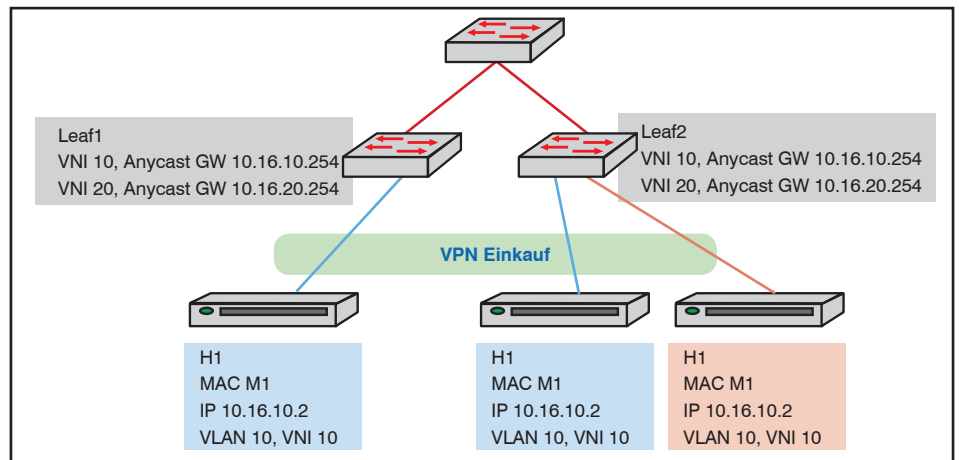 Leaf1
VNI 10, Anycast GW 10.16.10.254
VNI 20, Anycast GW 10.16.20.254
Leaf2
VNI 10, Anycast GW 10.16.10.254
VNI 20, Anycast GW 10.16.20.254
VPN Einkauf
H1
MAC M1
IP 10.16.10.2
VLAN 10, VNI 10
H1
MAC M1
IP 10.16.10.2
VLAN 10, VNI 10
H1
MAC M1
IP 10.16.10.2
VLAN 10, VNI 10